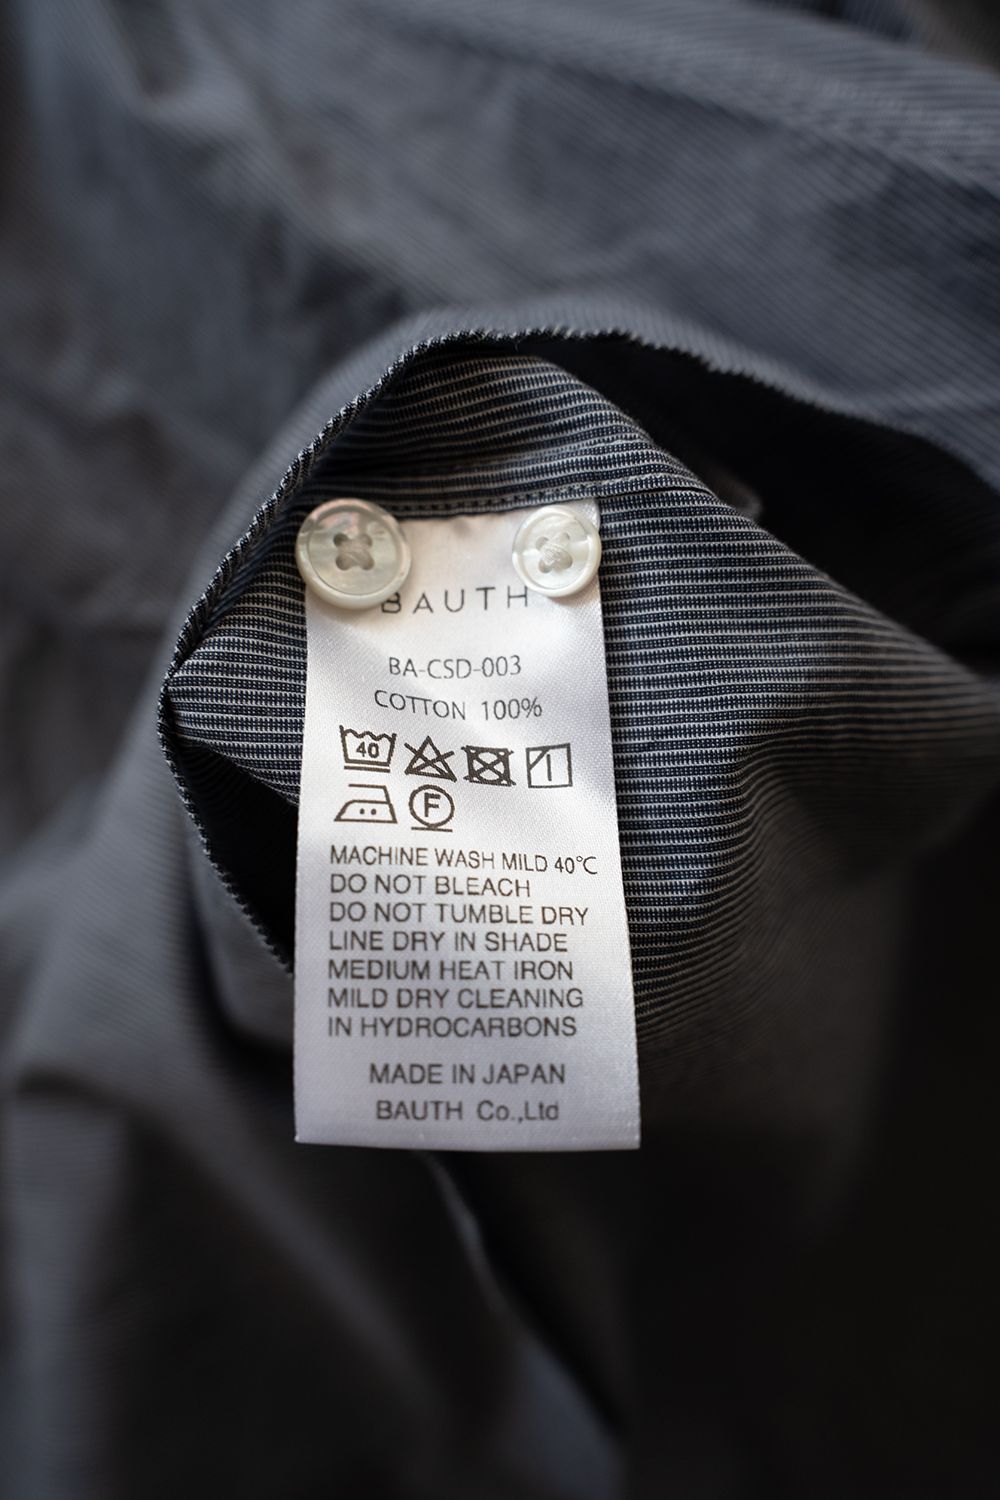 BAUTH
BA-CSD-003
COTTON 100%
40
F
MACHINE WASH MILD 40℃
DO NOT BLEACH
DO NOT TUMBLE DRY
LINE DRY IN SHADE
MEDIUM HEAT IRON
MILD DRY CLEANING
IN HYDROCARBONS
MADE IN JAPAN
BAUTH Co.,Ltd